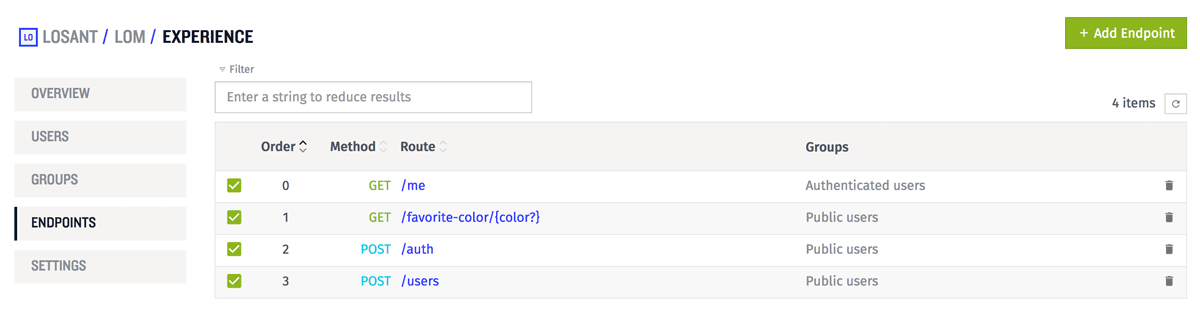 LO LOSANT / LOM / EXPERIENCE
+ Add Endpoint
OVERVIEW
USERS
GROUPS
ENDPOINTS
SETTINGS
Filter
Enter a string to reduce results
4 items
Order Method Route Groups
0 GET /me Authenticated users
1 GET /favorite-color/{color?} Public users
2 POST /auth Public users
3 POST /users Public users